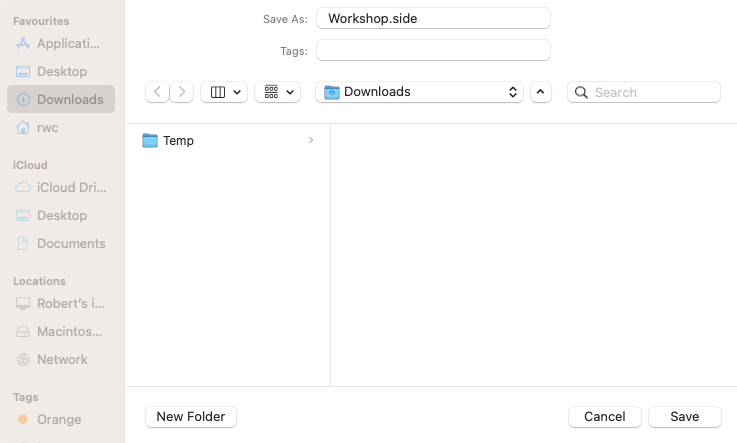 Favourites
Applicati...
Desktop
Downloads
rwc
iCloud
iCloud Dri...
Desktop
Documents
Locations
Robert's i...
Macintos...
Network
Tags
Orange
Save As: Workshop.side
Tags:
Downloads
Search
Temp
New Folder
Cancel
Save